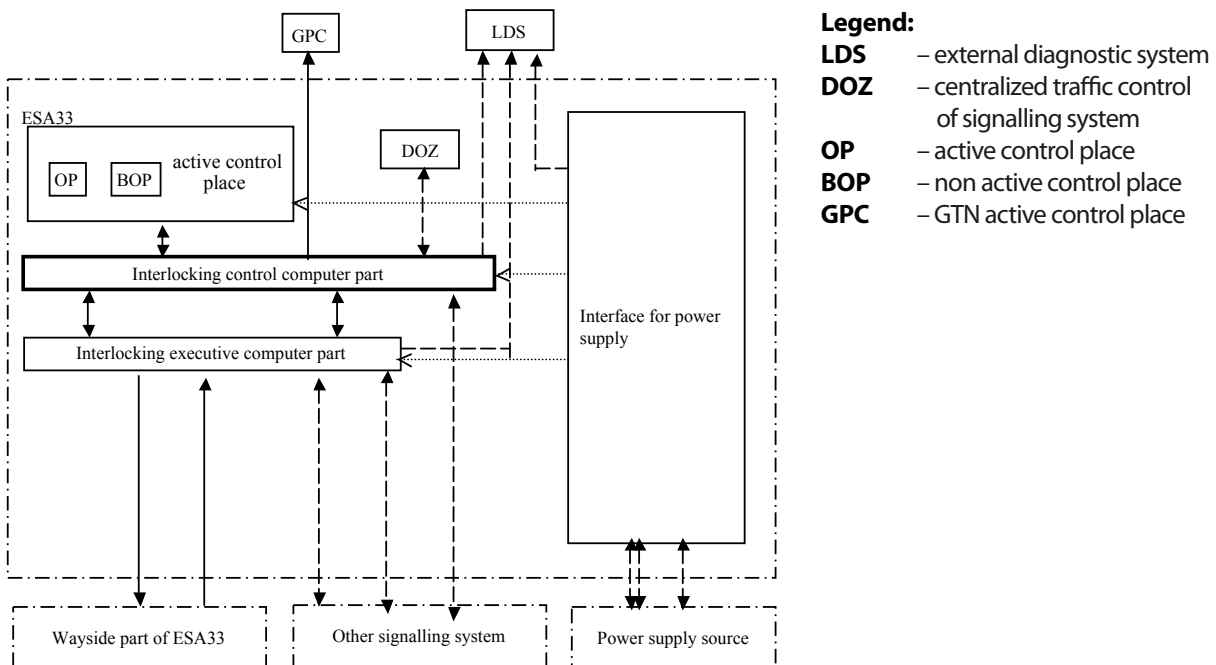 GPC
LDS
ESA33
active control
place
OP
BOP
DOZ
Interlocking control computer part
Interface for power
supply
Interlocking executive computer part
Wayside part of ESA33
Other signalling system
Power supply source
Legend:
LDS – external diagnostic system
DOZ – centralized traffic control
of signalling system
OP – active control place
BOP – non active control place
GPC – GTN active control place